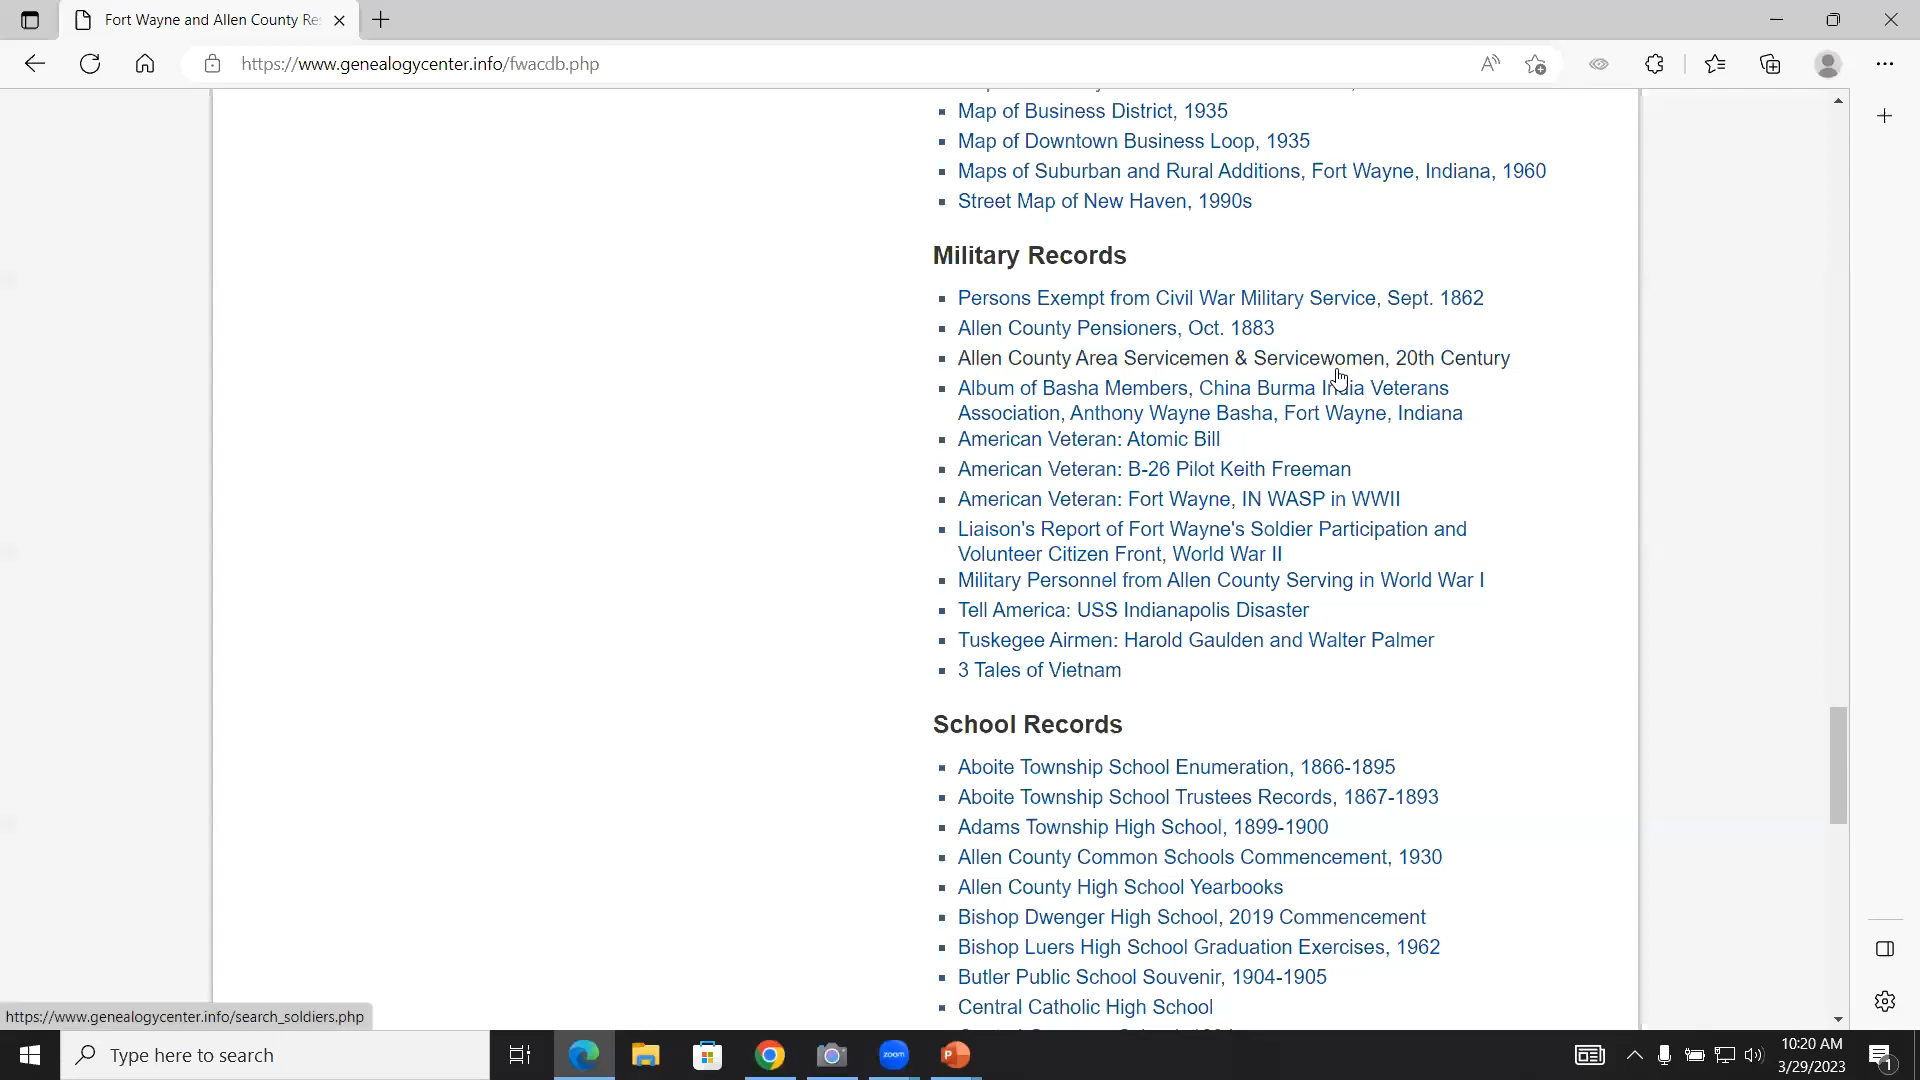 Fort Wayne and Allen County Res
https://www.genealogycenter.info/fwacdb.php
Map of Business District, 1935
Map of Downtown Business Loop, 1935
Maps of Suburban and Rural Additions, Fort Wayne, Indiana, 1960
Street Map of New Haven, 1990s
Military Records
Persons Exempt from Civil War Military Service, Sept. 1862
Allen County Pensioners, Oct. 1883
Allen County Area Servicemen & Servicewomen, 20th Century
Album of Basha Members, China Burma India Veterans
Association, Anthony Wayne Basha, Fort Wayne, Indiana
American Veteran: Atomic Bill
American Veteran: B-26 Pilot Keith Freeman
American Veteran: Fort Wayne, IN WASP in WWII
Liaison's Report of Fort Wayne's Soldier Participation and
Volunteer Citizen Front, World War II
Military Personnel from Allen County Serving in World War I
Tell America: USS Indianapolis Disaster
Tuskegee Airmen: Harold Gaulden and Walter Palmer
3 Tales of Vietnam
School Records
Aboite Township School Enumeration, 1866-1895
Aboite Township School Trustees Records, 1867-1893
Adams Township High School, 1899-1900
Allen County Common Schools Commencement, 1930
Allen County High School Yearbooks
Bishop Dwenger High School, 2019 Commencement
Bishop Luers High School Graduation Exercises, 1962
Butler Public School Souvenir, 1904-1905
Central Catholic High School
https://www.genealogycenter.info/search_soldiers.php
Type here to search
zoom
P
10:20 AM
3/29/2023
1